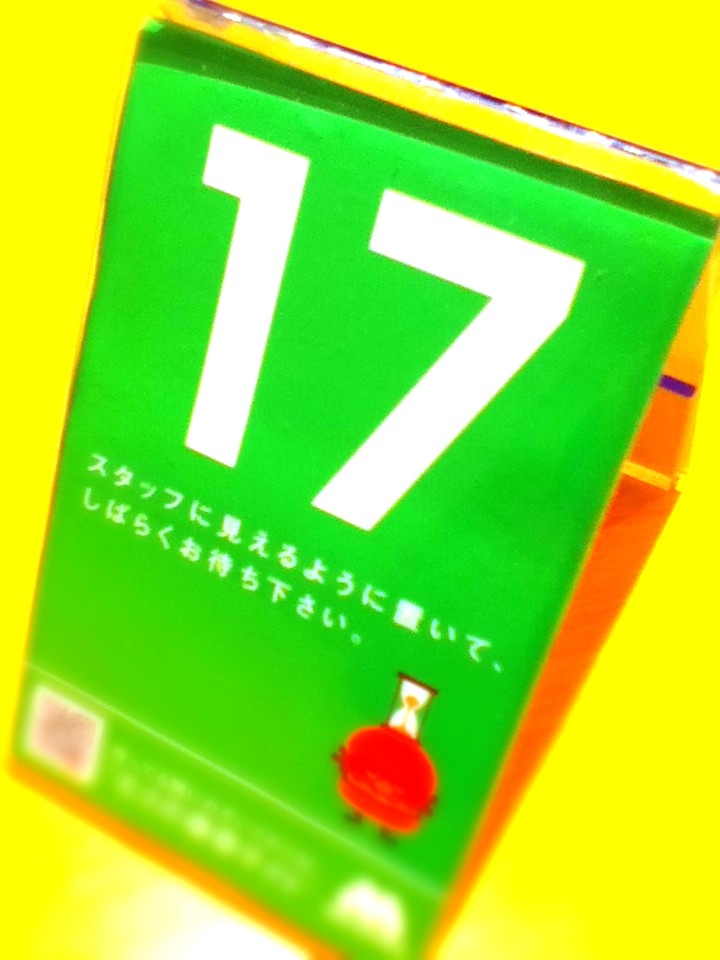 17
スタッフに見えるように置いて、
しばらくお待ち下さい。